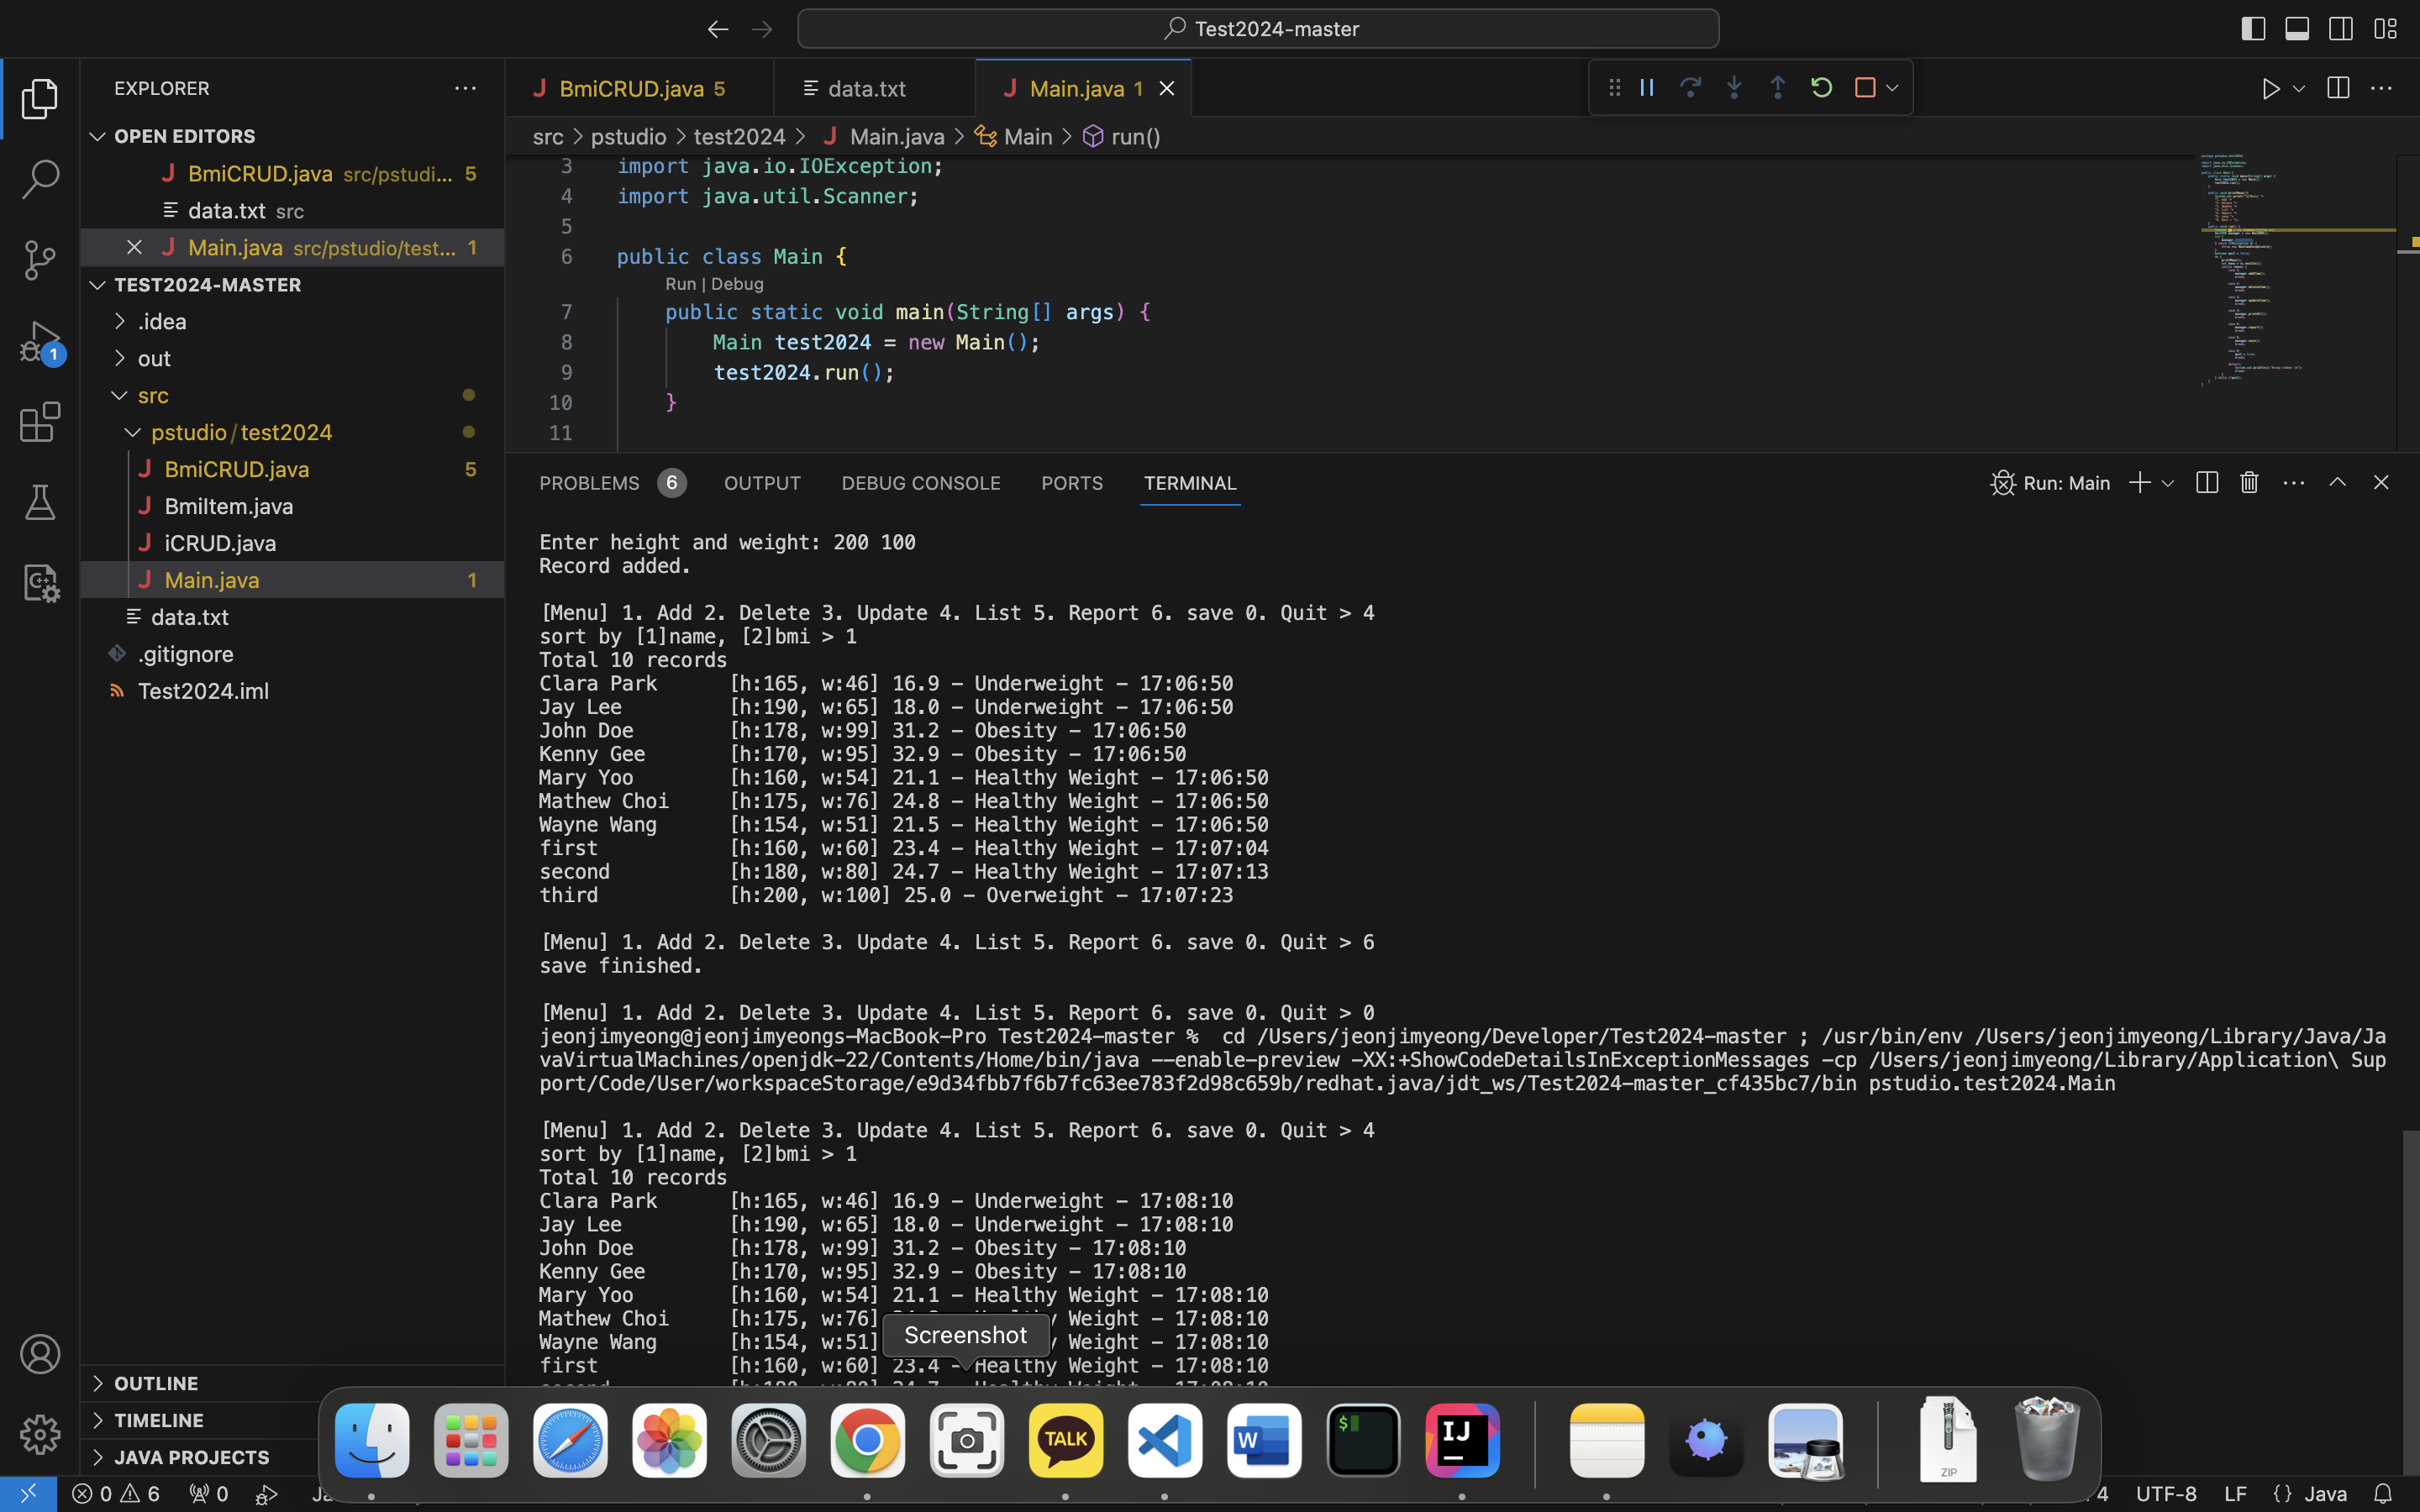 Test2024-master
EXPLORER
OPEN EDITORS
BmiCRUD.java src/pstudi... 5
data.txt src
Main.java src/pstudio/test... 1
TEST2024-MASTER
.idea
out
src
pstudio/test2024
BmiCRUD.java 5
BmiItem.java
iCRUD.java
Main.java 1
data.txt
.gitignore
Test2024.iml
OUTLINE
TIMELINE
JAVA PROJECTS
1
BmiCRUD.java 5
data.txt
Main.java 1
src > pstudio > test2024 > Main.java > Main > run()
3 import java.io.IOException;
4 import java.util.Scanner;
5
6 public class Main {
Run | Debug
7 public static void main(String[] args) {
8 Main test2024 = new Main();
9 test2024.run();
10 }
11
PROBLEMS 6 OUTPUT DEBUG CONSOLE PORTS TERMINAL
Run: Main
Enter height and weight: 200 100
Record added.
[Menu] 1. Add 2. Delete 3. Update 4. List 5. Report 6. save 0. Quit > 4
sort by [1]name, [2]bmi > 1
Total 10 records
Clara Park [h:165, w:46] 16.9 - Underweight - 17:06:50
Jay Lee [h:190, w:65] 18.0 - Underweight - 17:06:50
John Doe [h:178, w:99] 31.2 - Obesity - 17:06:50
Kenny Gee [h:170, w:95] 32.9 - Obesity - 17:06:50
Mary Yoo [h:160, w:54] 21.1 - Healthy Weight - 17:06:50
Mathew Choi [h:175, w:76] 24.8 - Healthy Weight - 17:06:50
Wayne Wang [h:154, w:51] 21.5 - Healthy Weight - 17:06:50
first [h:160, w:60] 23.4 - Healthy Weight - 17:07:04
second [h:180, w:80] 24.7 - Healthy Weight - 17:07:13
third [h:200, w:100] 25.0 - Overweight - 17:07:23
[Menu] 1. Add 2. Delete 3. Update 4. List 5. Report 6. save 0. Quit > 6
save finished.
[Menu] 1. Add 2. Delete 3. Update 4. List 5. Report 6. save 0. Quit > 0
jeonjimyeong@jeonjimyeongs-MacBook-Pro Test2024-master % cd /Users/jeonjimyeong/Developer/Test2024-master ; /usr/bin/env /Users/jeonjimyeong/Library/Java/Ja
vaVirtualMachines/openjdk-22/Contents/Home/bin/java --enable-preview -XX:+ShowCodeDetailsInExceptionMessages -cp /Users/jeonjimyeong/Library/Application\ Sup
port/Code/User/workspaceStorage/e9d34fbb7f6b7fc63ee783f2d98c659b/redhat.java/jdt_ws/Test2024-master_cf435bc7/bin pstudio.test2024.Main
[Menu] 1. Add 2. Delete 3. Update 4. List 5. Report 6. save 0. Quit > 4
sort by [1]name, [2]bmi > 1
Total 10 records
Clara Park [h:165, w:46] 16.9 - Underweight - 17:08:10
Jay Lee [h:190, w:65] 18.0 - Underweight - 17:08:10
John Doe [h:178, w:99] 31.2 - Obesity - 17:08:10
Kenny Gee [h:170, w:95] 32.9 - Obesity - 17:08:10
Mary Yoo [h:160, w:54] 21.1 - Healthy Weight - 17:08:10
Mathew Choi [h:175, w:76] Weight - 17:08:10
Wayne Wang [h:154, w:51] Weight - 17:08:10
first [h:160, w:60] 23.4 - Healthy Weight - 17:08:10
Screenshot
TALK
W
$
IJ
ZIP
0 6 0
4 UTF-8 LF {} Java